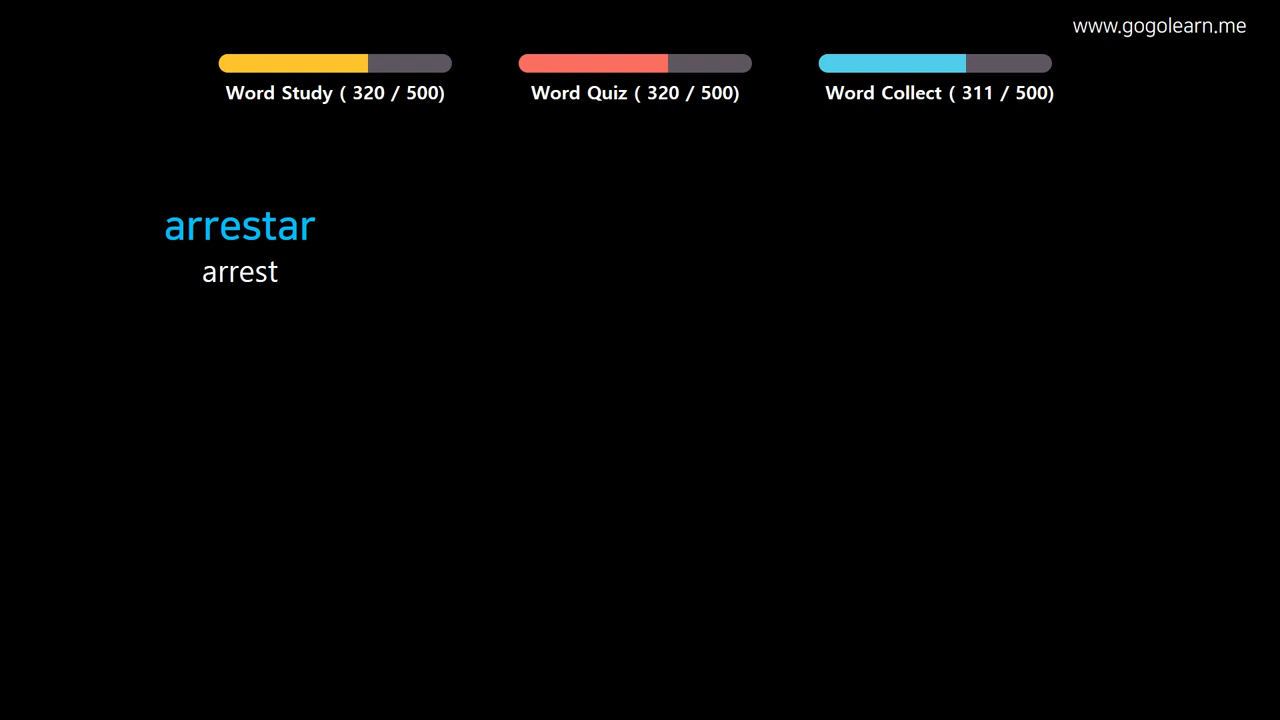 www.gogolearn.me
Word Study ( 320 / 500)
Word Quiz ( 320 / 500)
Word Collect ( 311 / 500)
arrestar
arrest